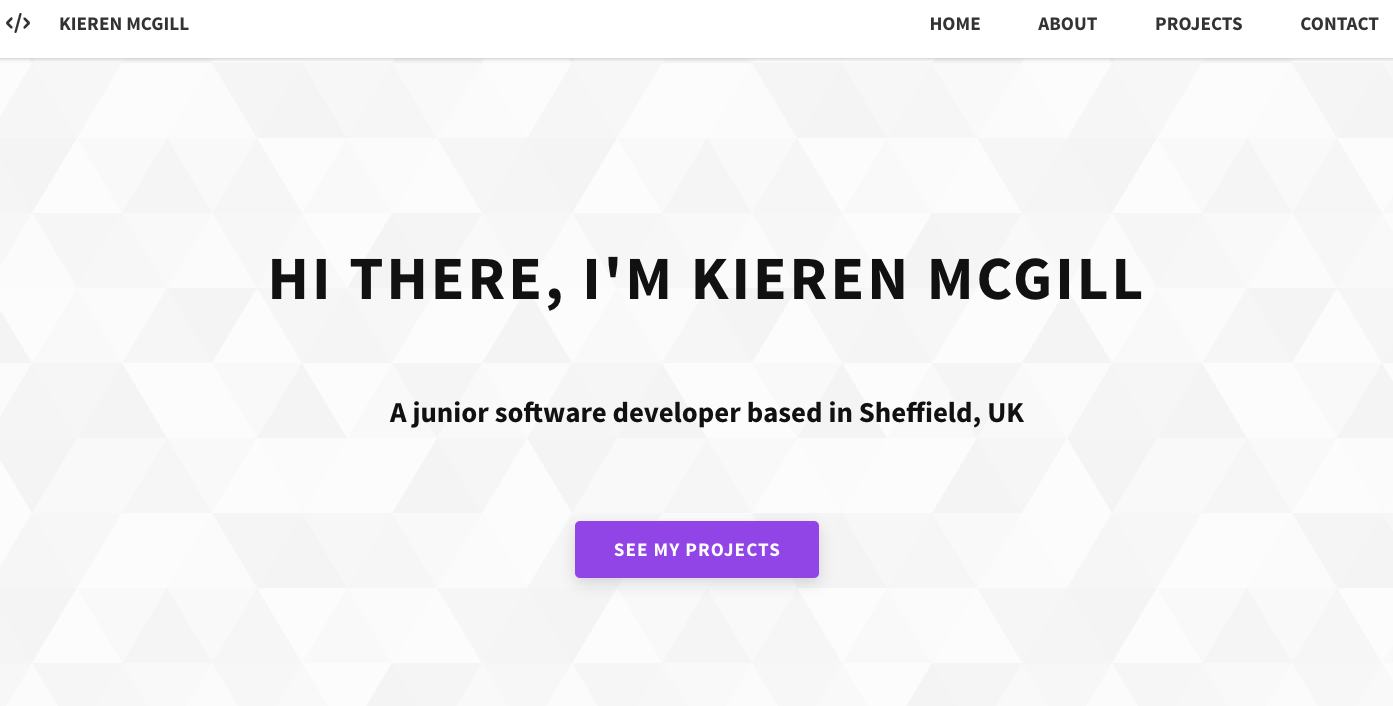 </> KIEREN MCGILL HOME ABOUT PROJECTS CONTACT
HI THERE, I'M KIEREN MCGILL
A junior software developer based in Sheffield, UK
SEE MY PROJECTS